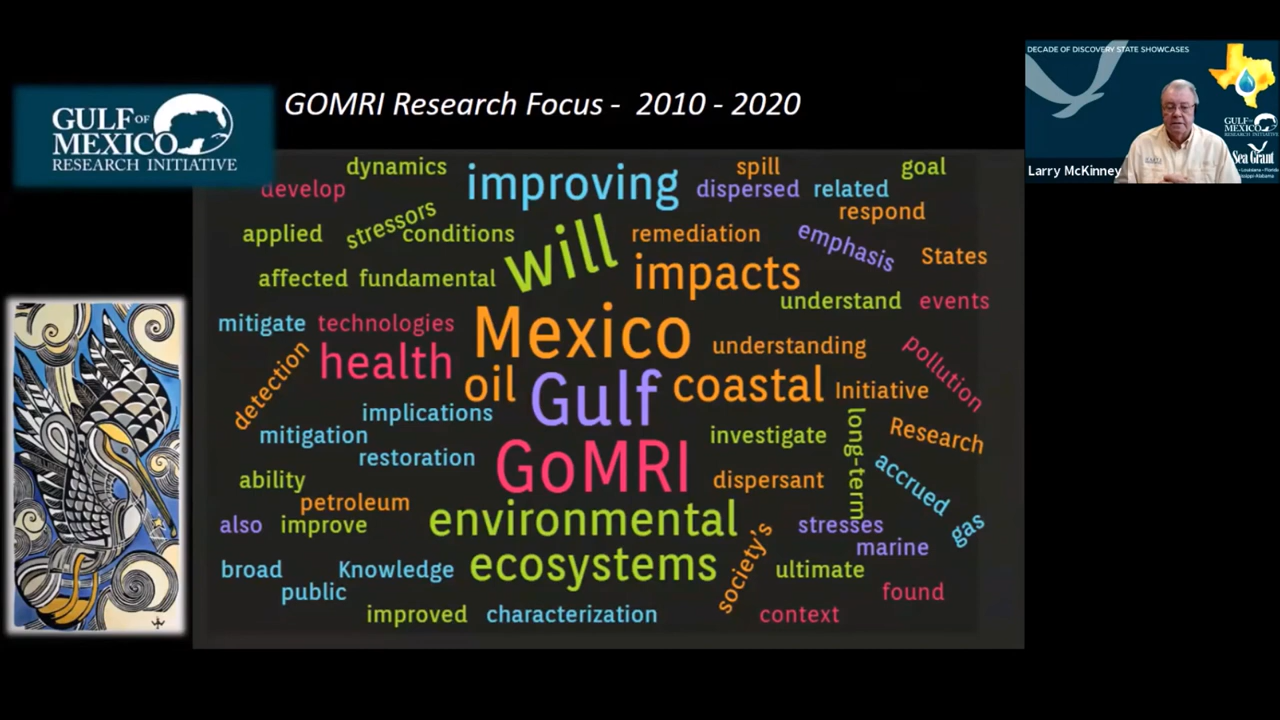 GULF OF
MEXICO
RESEARCH INITIATIVE
GOMRI Research Focus - 2010 - 2020
DECADE OF DISCOVERY STATE SHOWCASES
GULF OF
MEXICO
RESEARCH INITIATIVE
Sea Grant
Larry McKinney
dynamics
improving
spill
goal
develop
dispersed
related
stressors
respond
applied
conditions
will
remediation
emphasis
States
affected
fundamental
impacts
understand
events
mitigate
technologies
Mexico
understanding
pollution
detection
health
oil
Gulf
coastal
Initiative
implications
mitigation
investigate
long-term
Research
restoration
GoMRI
accrued
ability
dispersant
petroleum
also
improve
environmental
society's
stresses
gas
marine
broad
Knowledge
ecosystems
ultimate
public
found
improved
characterization
context